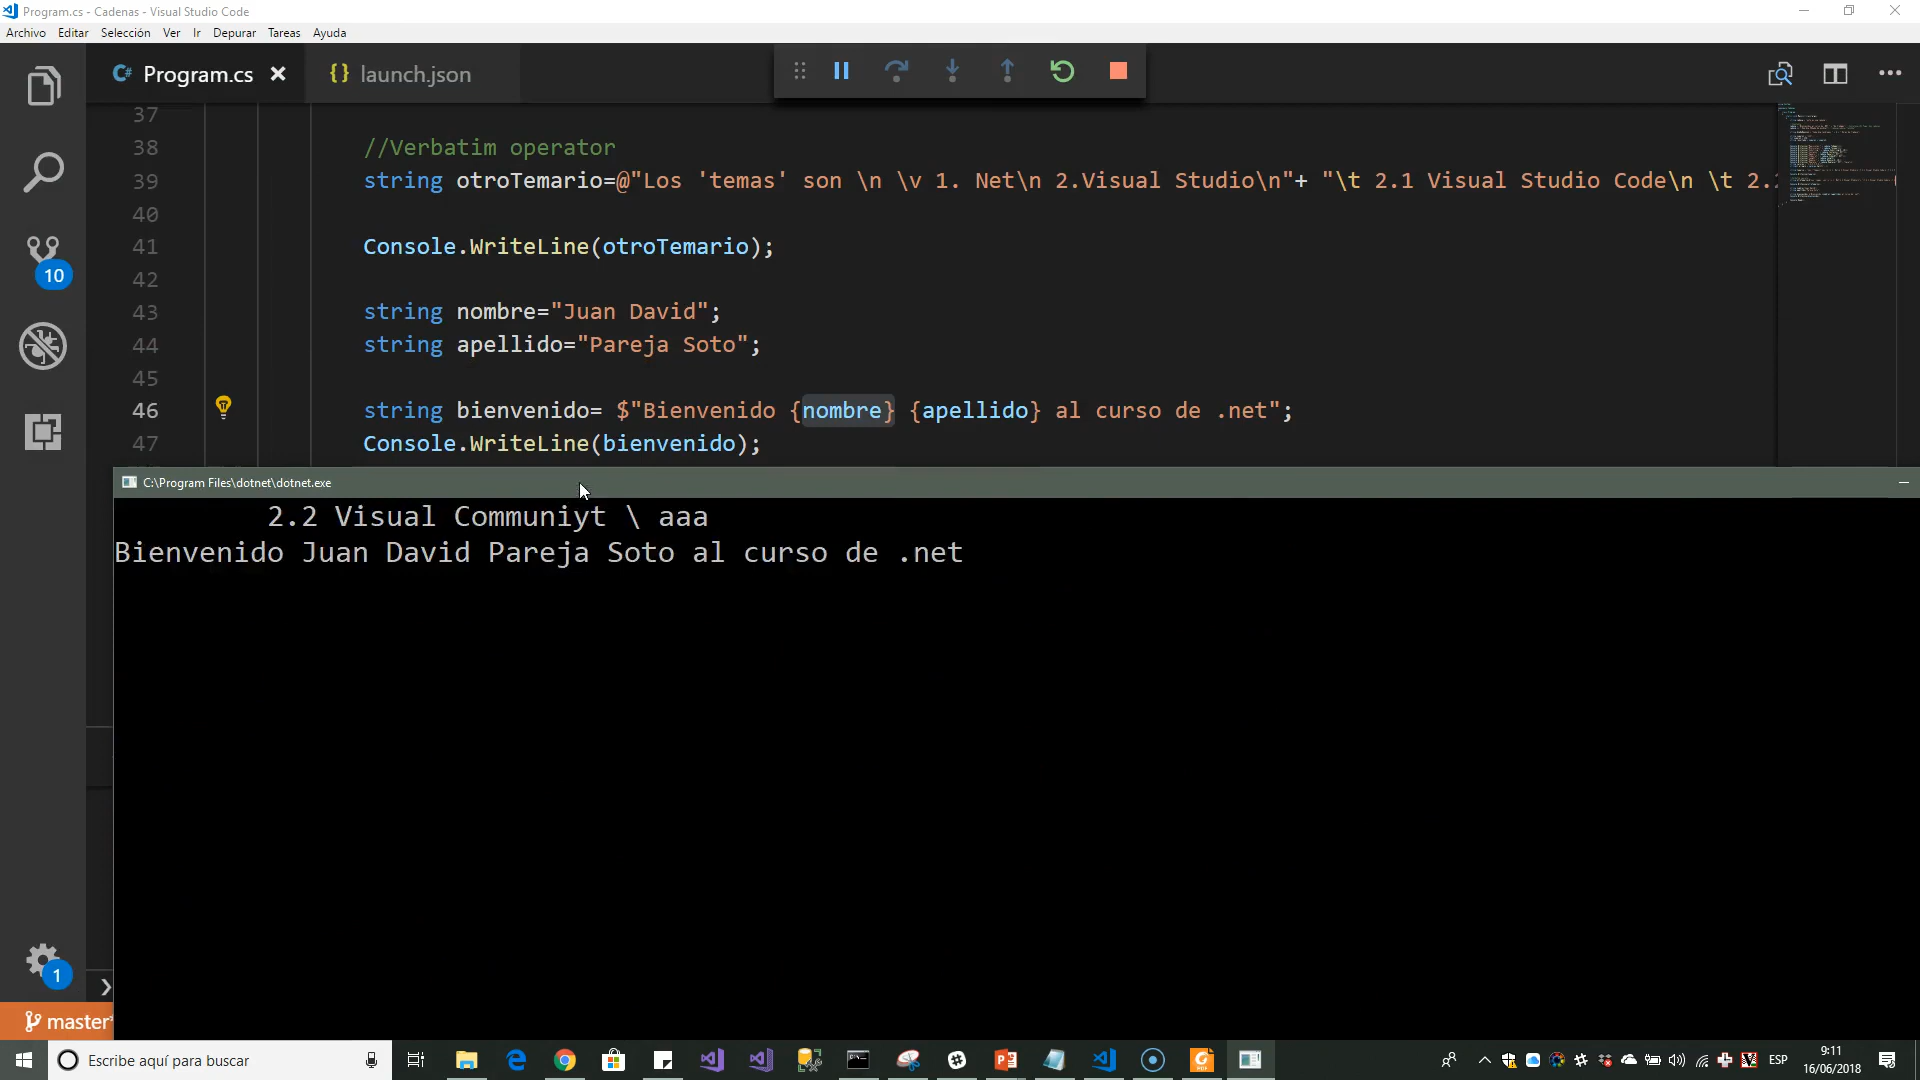 Program.cs - Cadenas - Visual Studio Code
Archivo Editar Selección Ver Ir Depurar Tareas Ayuda
Program.cs launch.json
37
38 //Verbatim operator
39 string otroTemario=@"Los 'temas' son \n \v 1. Net\n 2.Visual Studio\n"+ "\t 2.1 Visual Studio Code\n \t 2.
40
41 Console.WriteLine(otroTemario);
42
43 string nombre="Juan David";
44 string apellido="Pareja Soto";
45
46 string bienvenido= $"Bienvenido {nombre} {apellido} al curso de .net";
47 Console.WriteLine(bienvenido);
10
C:\Program Files\dotnet\dotnet.exe
2.2 Visual Communiyt \ aaa
Bienvenido Juan David Pareja Soto al curso de .net
1
master*
Escribe aquí para buscar
ESP
9:11
16/06/2018